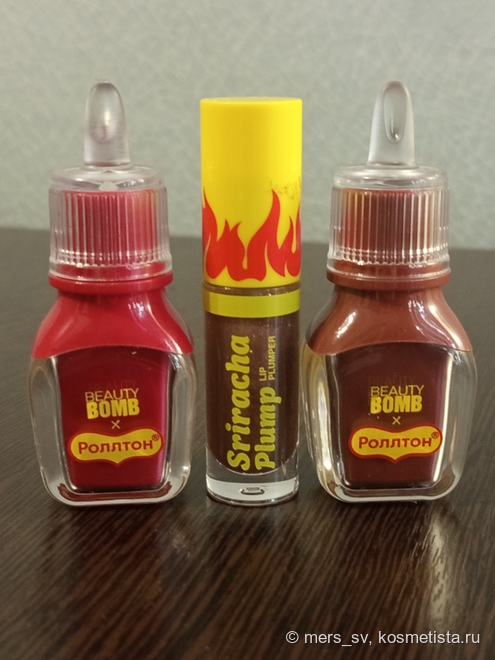 BEAUTY
BOMB
×
Роллтон®
Sriracha
Plump LIP
PLUMPER
BEAUTY
BOMB
×
Роллтон®
© mers_sv, kosmetista.ru